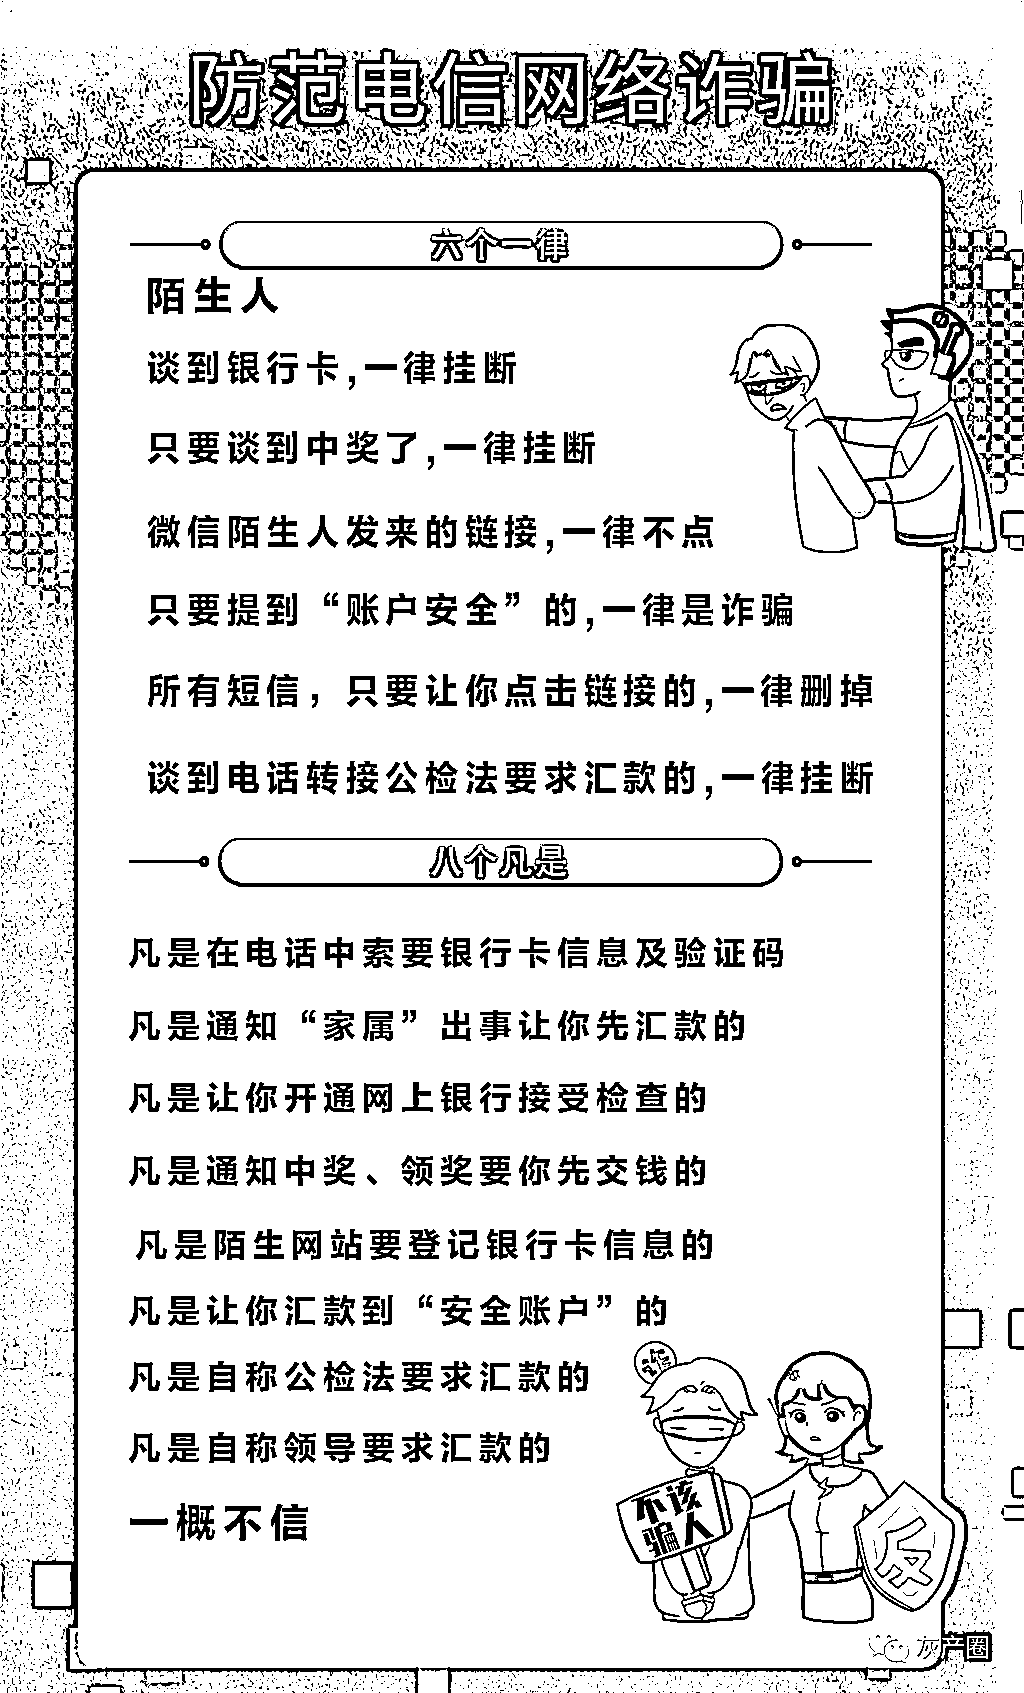 防范电信网络诈骗
六个一律
陌生人
谈到银行卡,一律挂断
只要谈到中奖了,一律挂断
微信陌生人发来的链接,一律不点
只要提到“账户安全”的,一律是诈骗
所有短信，只要让你点击链接的,一律删掉
谈到电话转接公检法要求汇款的,一律挂断
八个凡是
凡是在电话中索要银行卡信息及验证码
凡是通知“家属”出事让你先汇款的
凡是让你开通网上银行接受检查的
凡是通知中奖、领奖要你先交钱的
凡是陌生网站要登记银行卡信息的
凡是让你汇款到“安全账户”的
凡是自称公检法要求汇款的
凡是自称领导要求汇款的
一概不信
不该
骗人
反
灰产圈